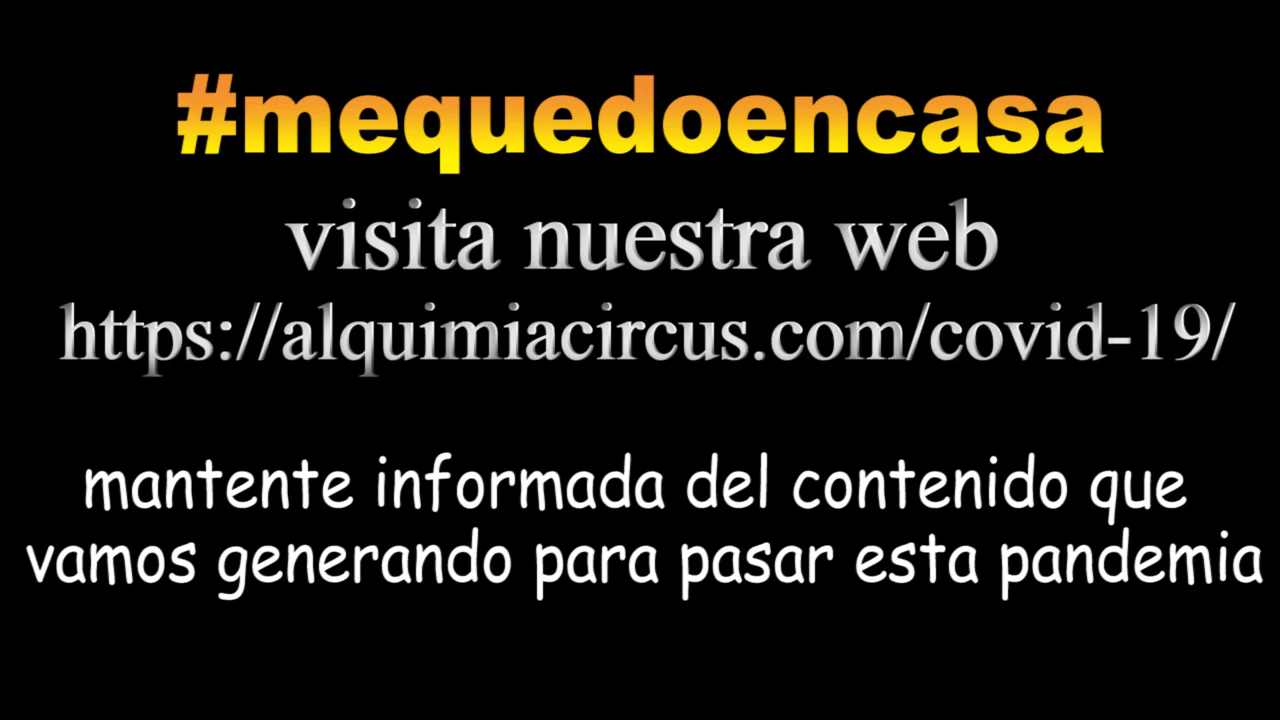 #mequedoencasa
visita nuestra web
https://alquimiacircus.com/covid-19/
mantente informada del contenido que
vamos generando para pasar esta pandemia